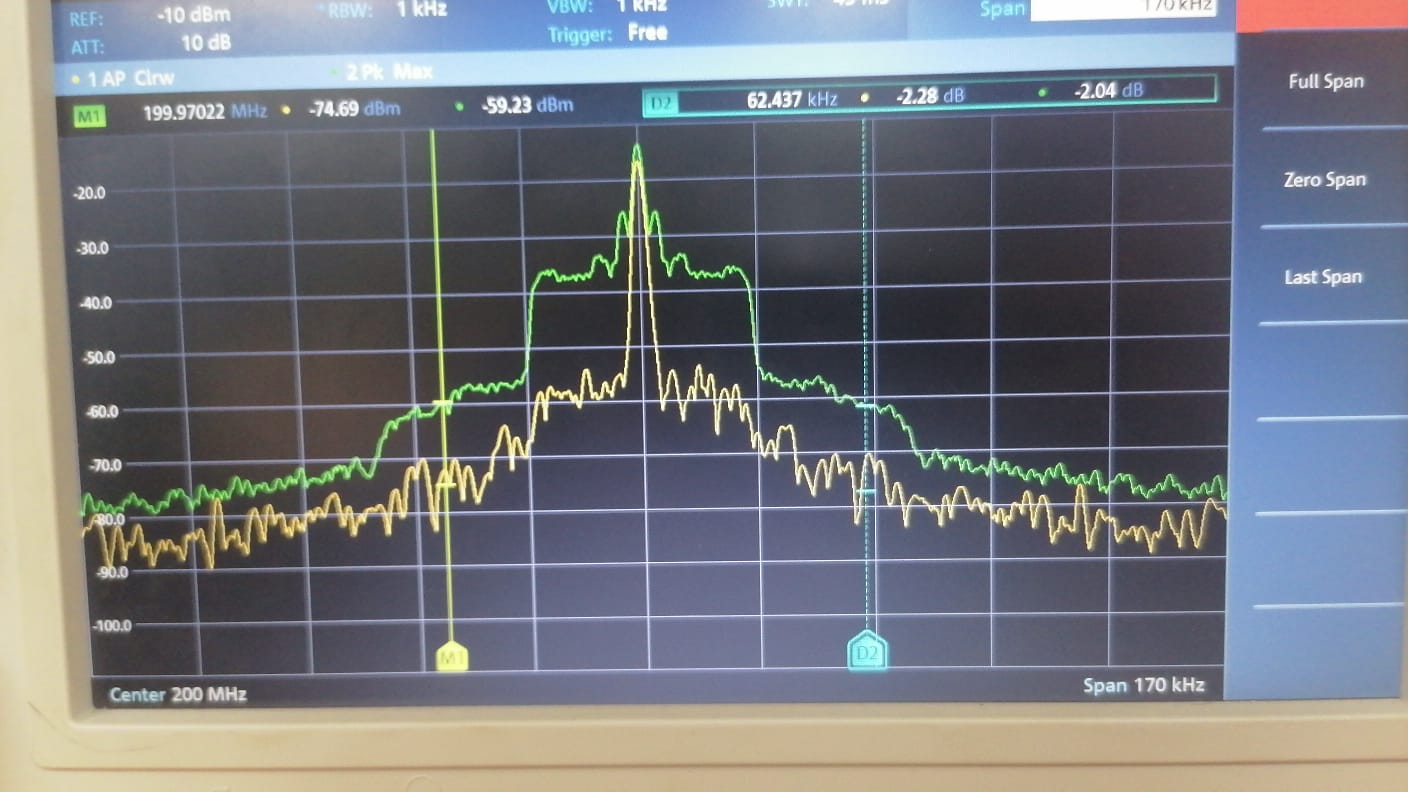 REF: -10 dBm * RBW: 1 kHz VBW: 1 kHz SWT: Span 170 kHz
ATT: 10 dB Trigger: Free
1 AP Clrw 2 Pk Max
M1 199.97022 MHz -74.69 dBm -59.23 dBm D2 62.437 kHz -2.28 dB -2.04 dB
Full Span
Zero Span
Last Span
-20.0
-30.0
-40.0
-50.0
-60.0
-70.0
-80.0
-90.0
-100.0
M1 D2
Center 200 MHz Span 170 kHz